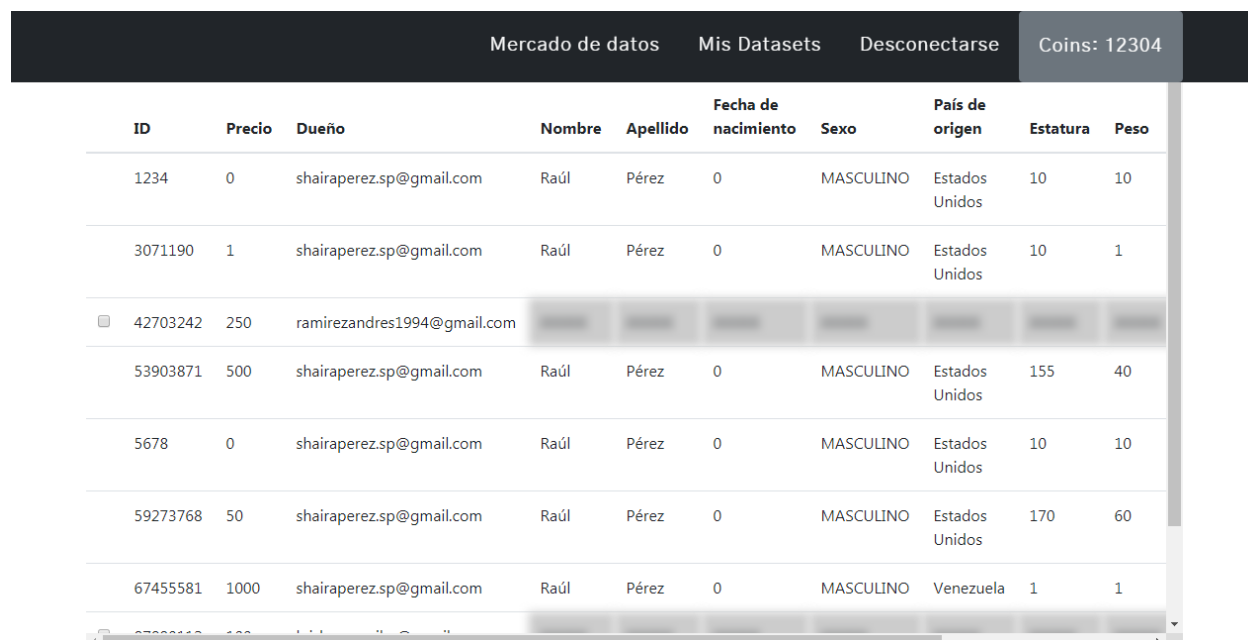 Mercado de datos Mis Datasets Desconectarse Coins: 12304
ID Precio Dueño Nombre Apellido Fecha de nacimiento Sexo País de origen Estatura Peso
1234 0 shairaperez.sp@gmail.com Raúl Pérez 0 MASCULINO Estados Unidos 10 10
3071190 1 shairaperez.sp@gmail.com Raúl Pérez 0 MASCULINO Estados Unidos 10 1
42703242 250 ramirezandres1994@gmail.com
53903871 500 shairaperez.sp@gmail.com Raúl Pérez 0 MASCULINO Estados Unidos 155 40
5678 0 shairaperez.sp@gmail.com Raúl Pérez 0 MASCULINO Estados Unidos 10 10
59273768 50 shairaperez.sp@gmail.com Raúl Pérez 0 MASCULINO Estados Unidos 170 60
67455581 1000 shairaperez.sp@gmail.com Raúl Pérez 0 MASCULINO Venezuela 1 1